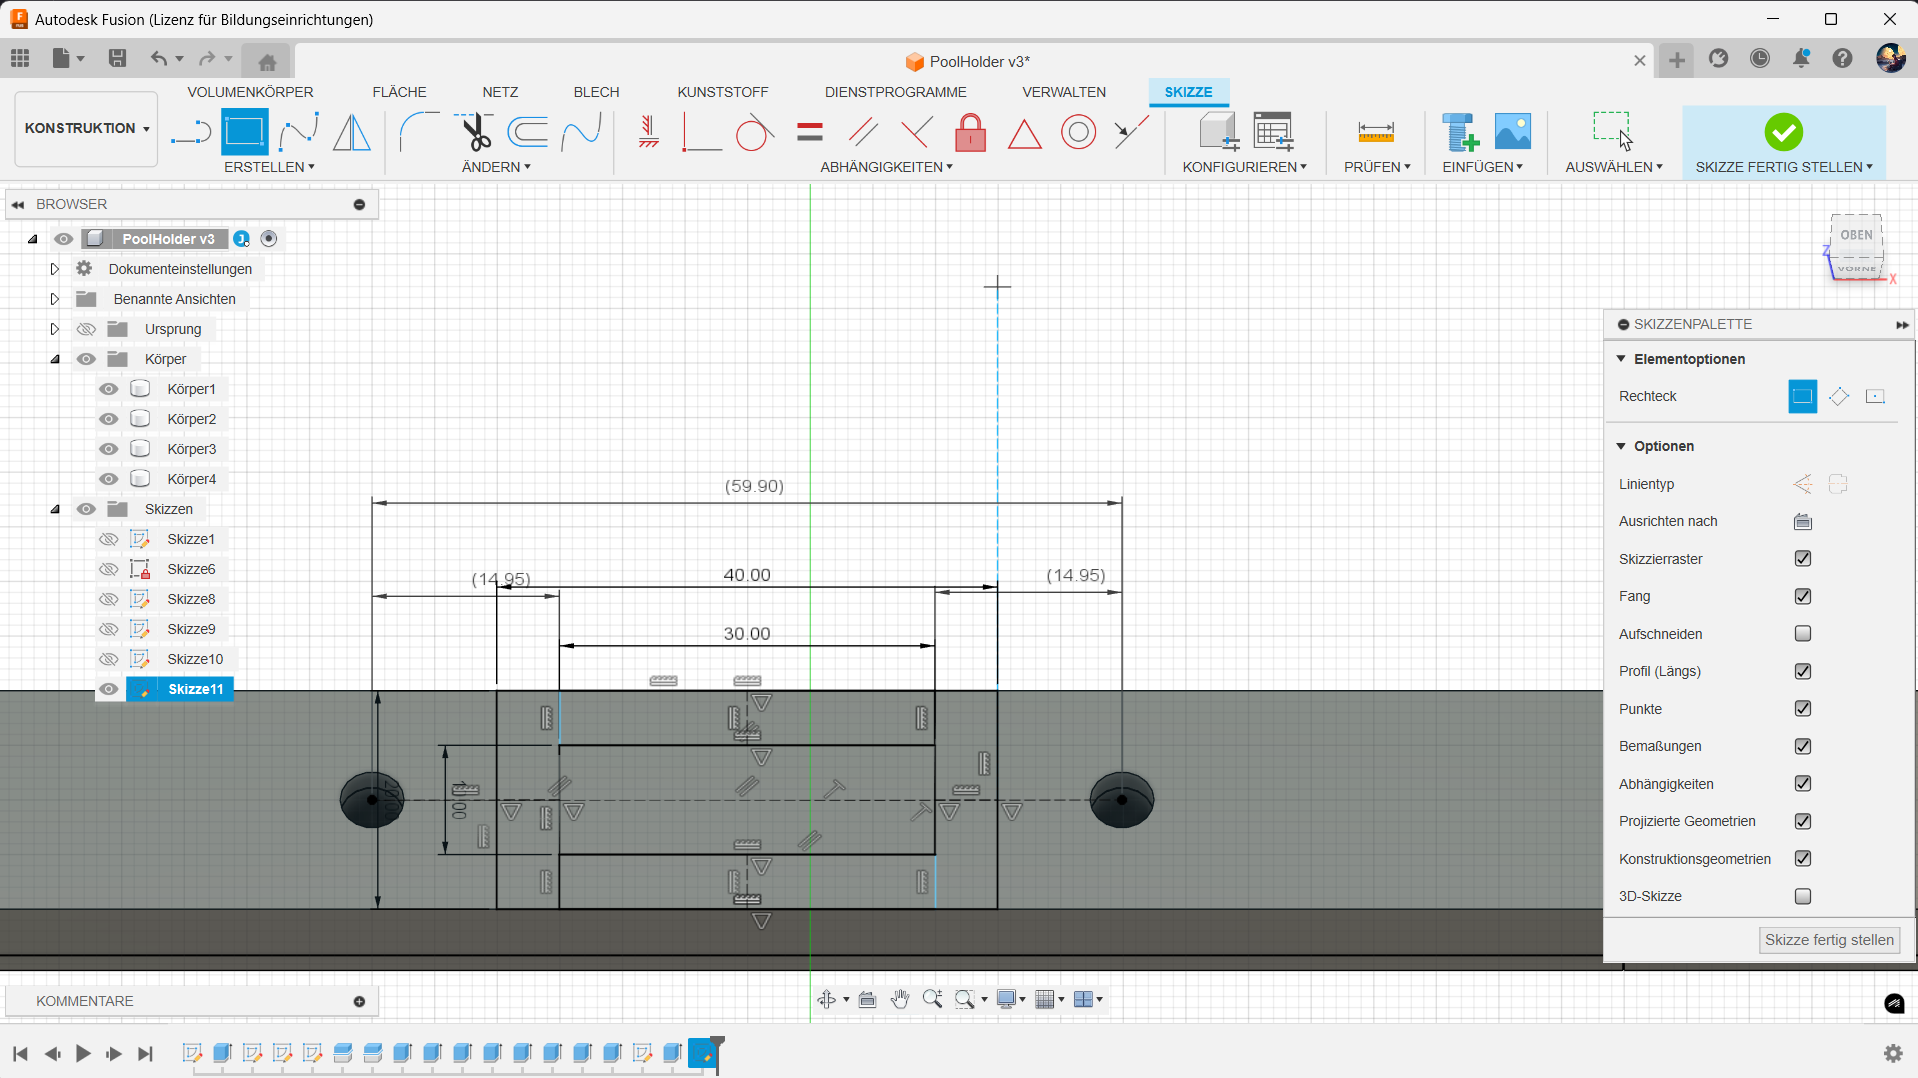 Autodesk Fusion (Lizenz für Bildungseinrichtungen)
PoolHolder v3*
VOLUMENKÖRPER FLÄCHE NETZ BLECH KUNSTSTOFF DIENSTPROGRAMME VERWALTEN SKIZZE
KONSTRUKTION
ERSTELLEN ÄNDERN ABHÄNGIGKEITEN KONFIGURIEREN PRÜFEN EINFÜGEN AUSWÄHLEN SKIZZE FERTIG STELLEN
BROWSER
PoolHolder v3
Dokumenteinstellungen
Benannte Ansichten
Ursprung
Körper
Körper1
Körper2
Körper3
Körper4
Skizzen
Skizze1
Skizze6
Skizze8
Skizze9
Skizze10
Skizze11
(59.90)
(14.95)
40.00
(14.95)
30.00
10.00
OBEN
VORNE
Z
X
SKIZZENPALETTE
Elementoptionen
Rechteck
Optionen
Linientyp
Ausrichten nach
Skizzierraster
Fang
Aufschneiden
Profil (Längs)
Punkte
Bemaßungen
Abhängigkeiten
Projizierte Geometrien
Konstruktionsgeometrien
3D-Skizze
Skizze fertig stellen
KOMMENTARE